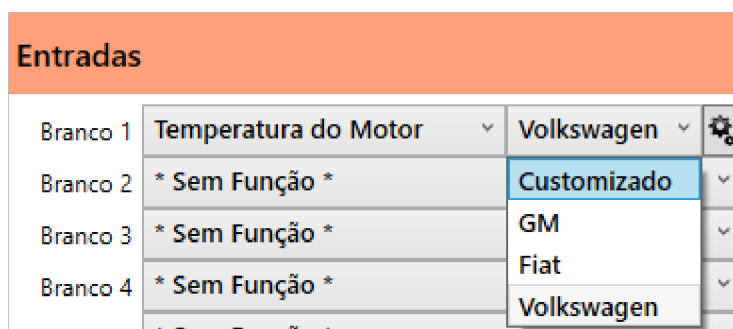 Entradas
Branco 1 Temperatura do Motor Volkswagen
Branco 2 * Sem Função * Customizado
Branco 3 * Sem Função * GM
Fiat
Branco 4 * Sem Função *
Volkswagen